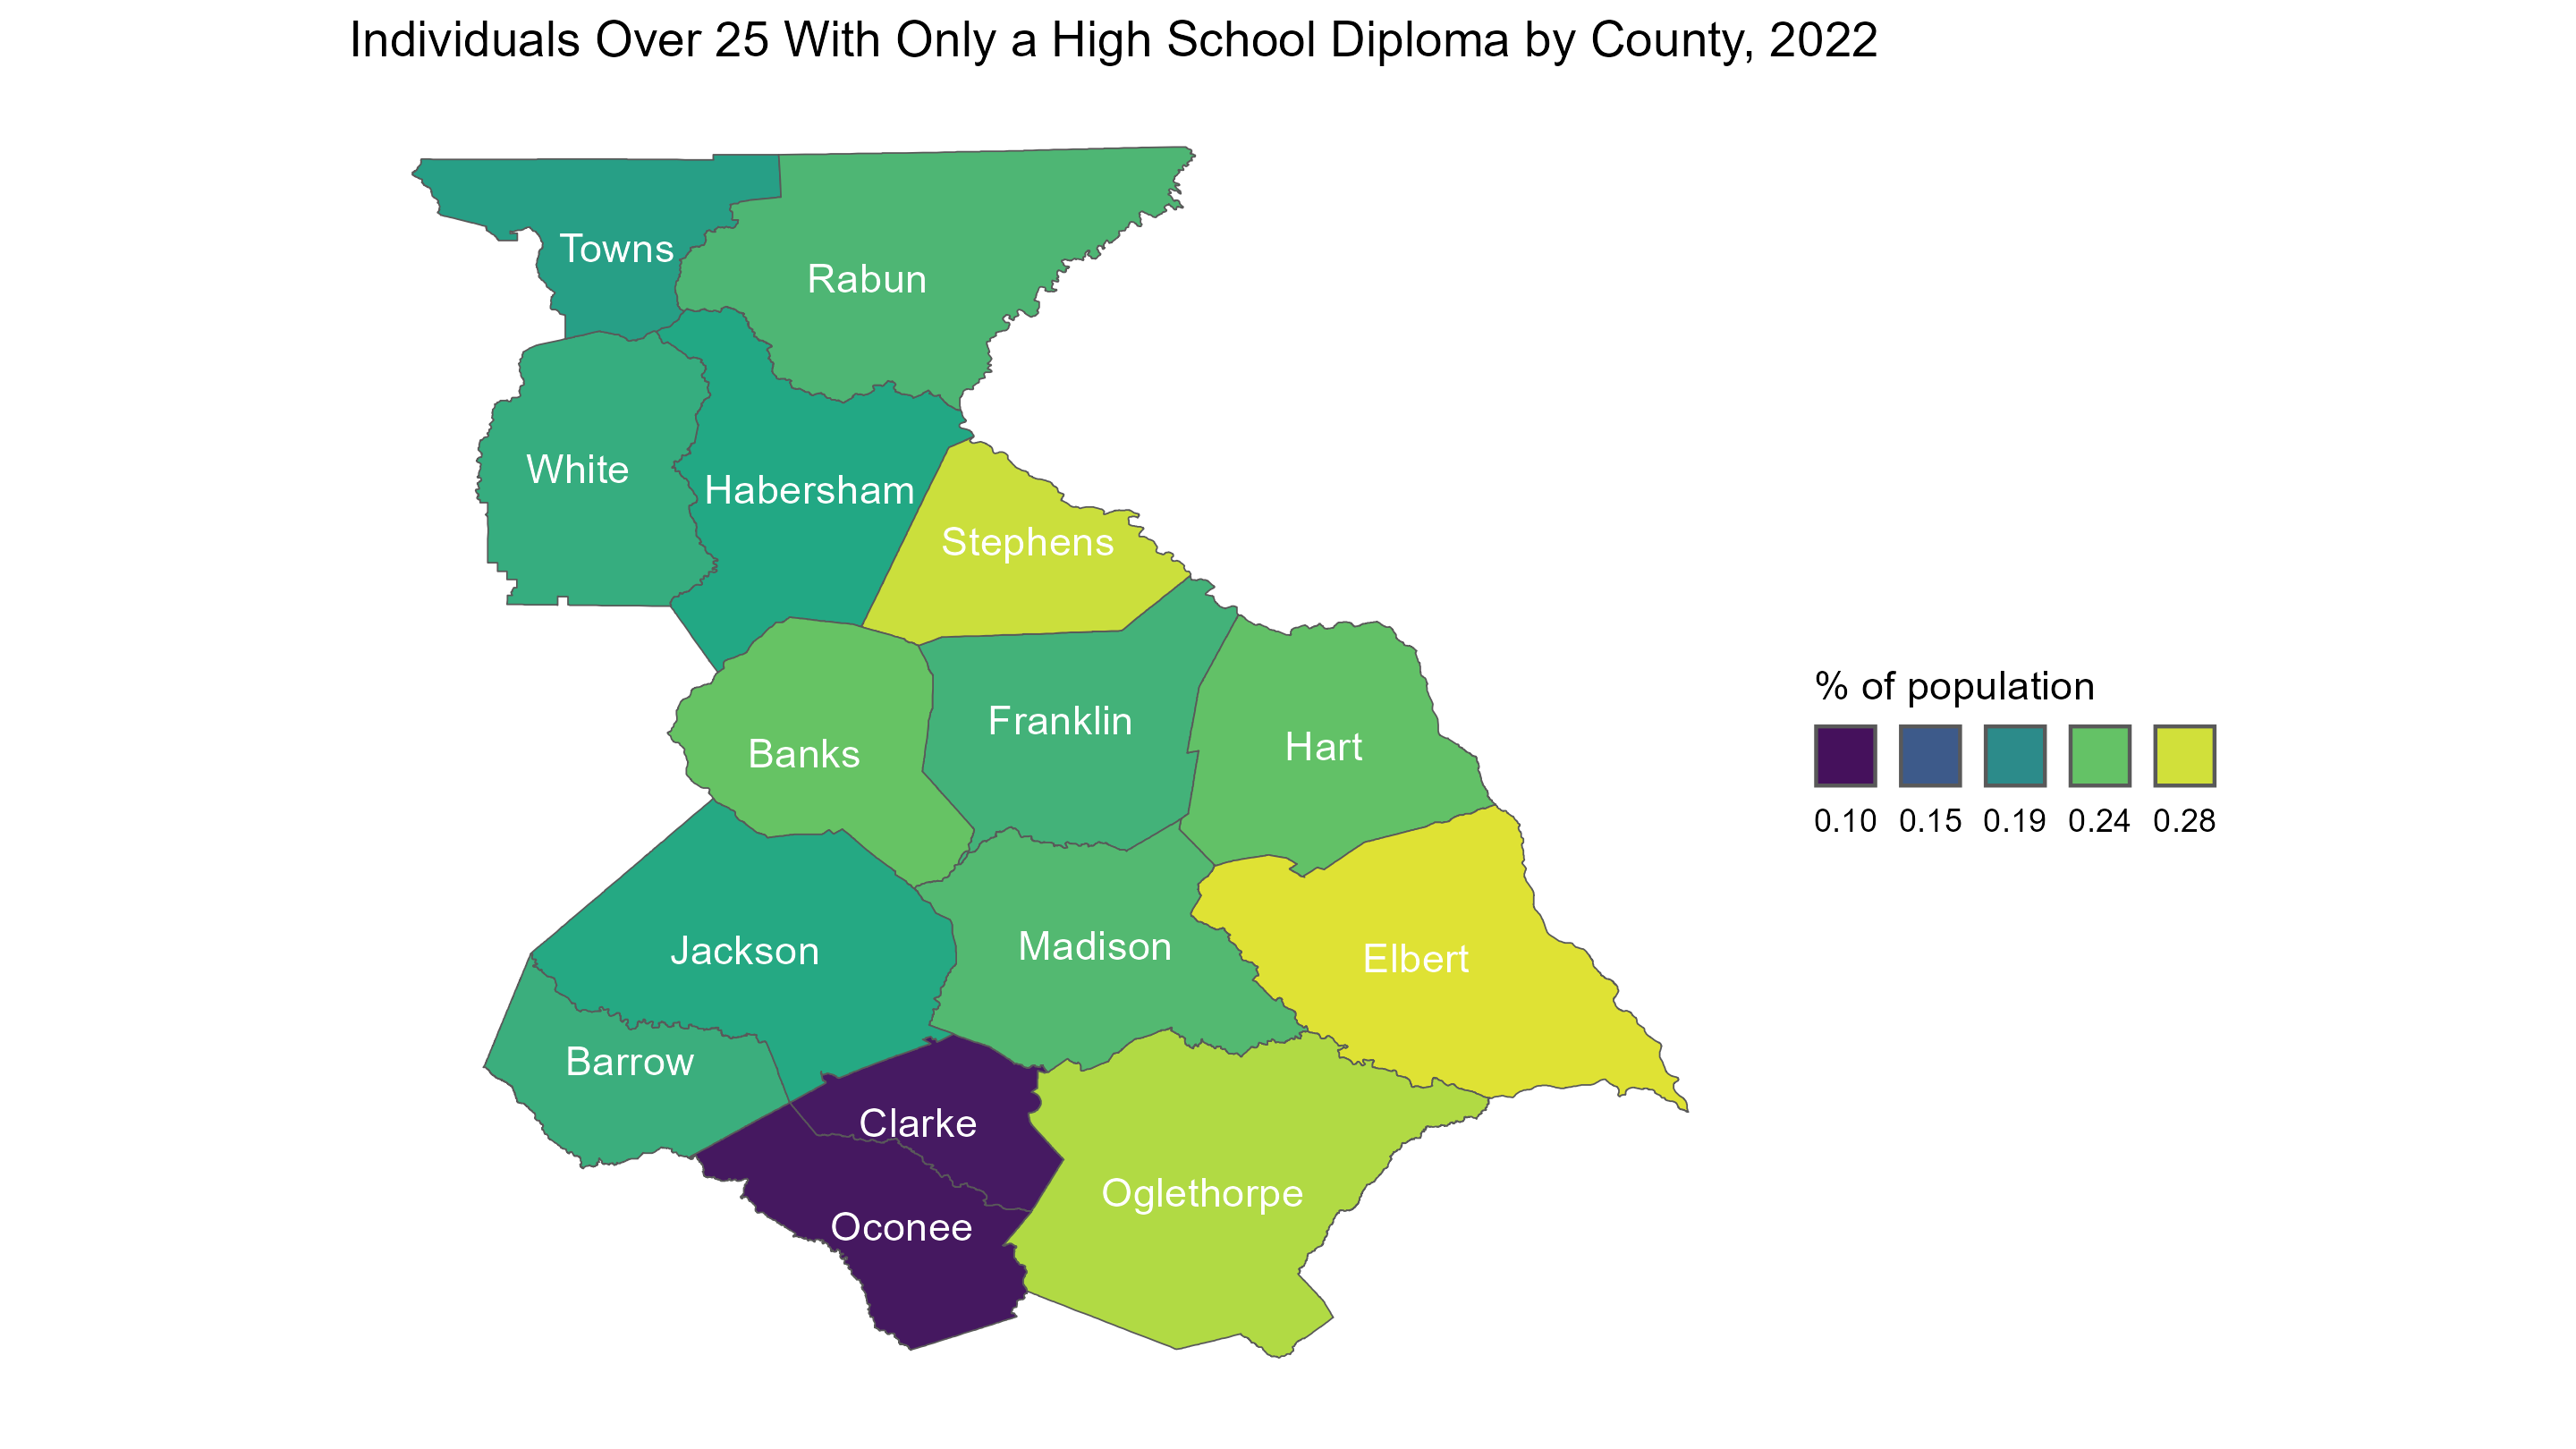 Individuals Over 25 With Only a High School Diploma by County, 2022
Towns
Rabun
White
Habersham
Stephens
Franklin
Hart
Banks
Jackson
Madison
Elbert
Barrow
Clarke
Oglethorpe
Oconee
% of population
0.10 0.15 0.19 0.24 0.28